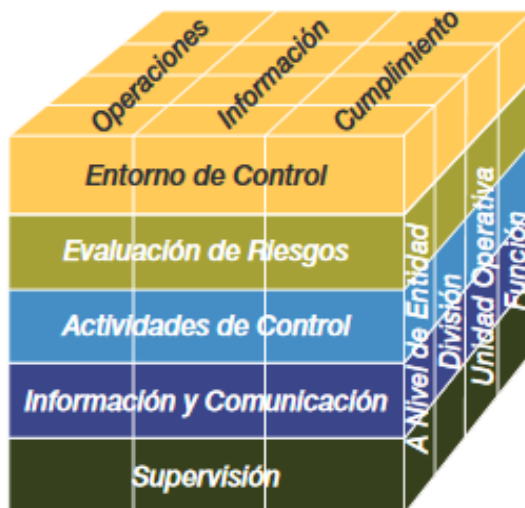 Operaciones
Información
Cumplimiento
Entorno de Control
Evaluación de Riesgos
Actividades de Control
Información y Comunicación
Supervisión
A Nivel de Entidad
División
Unidad Operativa
Función